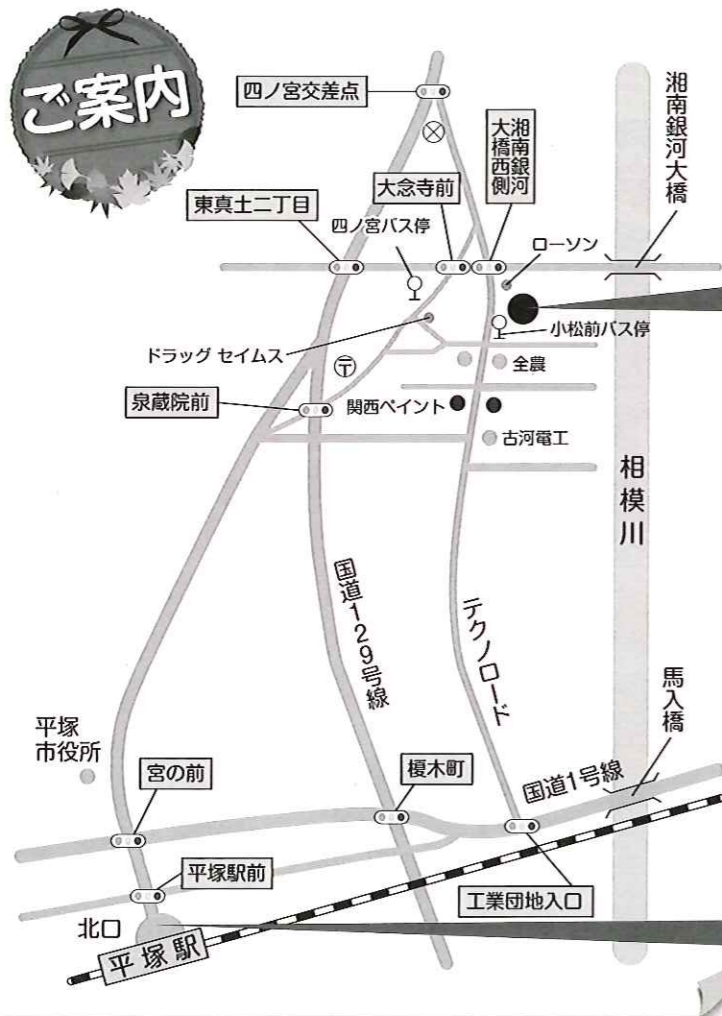 ご案内
四ノ宮交差点
湘南銀河
大橋西側
湘南銀河大橋
大念寺前
東真土二丁目
四ノ宮バス停
ローソン
小松前バス停
ドラッグ セイムス
全農
泉蔵院前
関西ペイント
古河電工
相模川
国道129号線
テクノロード
馬入橋
平塚
市役所
宮の前
榎木町
国道1号線
平塚駅前
工業団地入口
北口
平塚駅